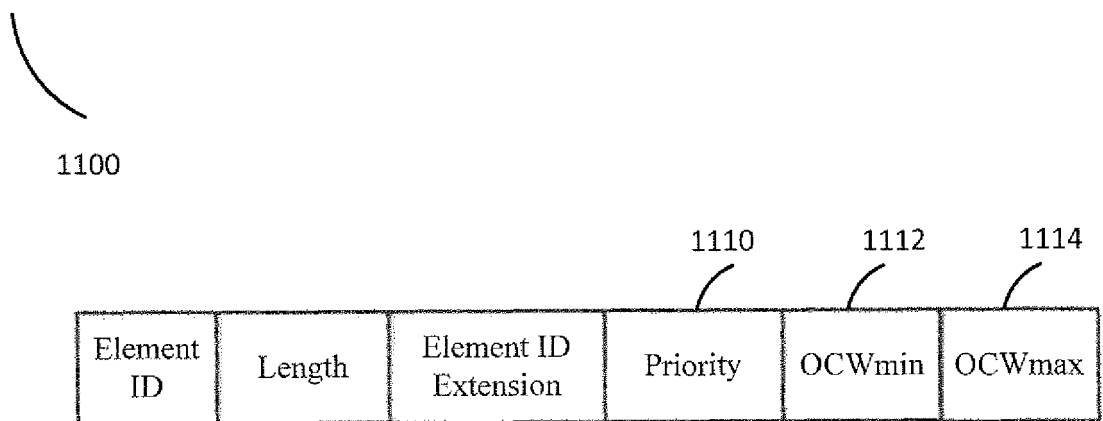 1100
1110 1112 1114
Element ID
Length
Element ID Extension
Priority
OCWmin
OCWmax